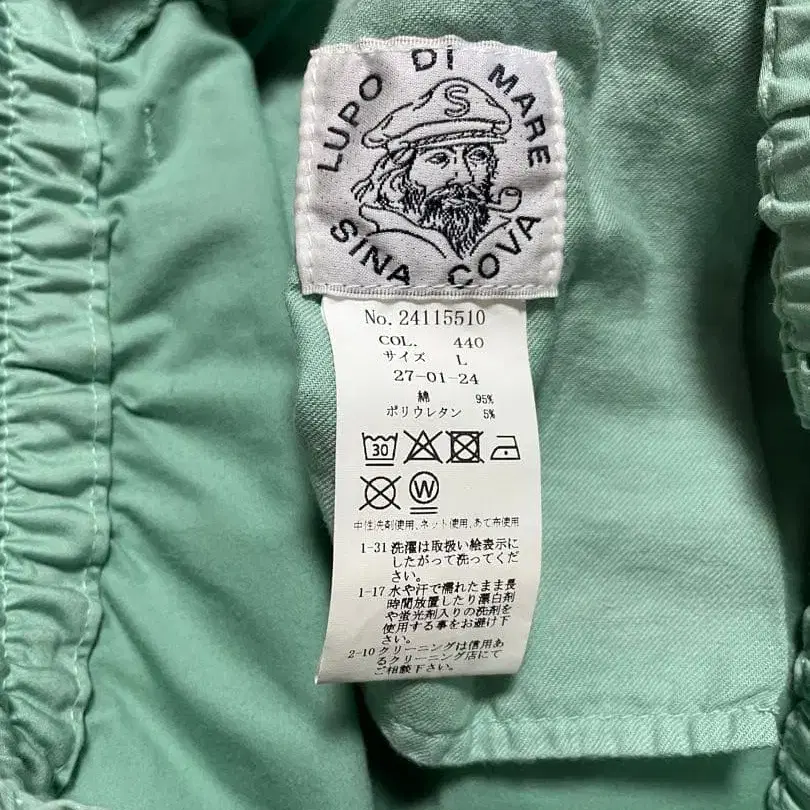 LUPO DI MARE
S
SINA COVA
No. 24115510
COL. 440
サイズ L
27-01-24
綿 95%
ポリウレタン 5%
30
W
中性洗剤使用、ネット使用、あて布使用
1-31 洗濯は取扱い絵表示に
したがって洗ってくだ
さい。
1-17 水や汗で濡れたまま長
時間放置したり漂白剤
や蛍光剤入りの洗剤を
使用する事をお避け下
さい。
2-10 クリーニングは信用あ
るクリーニング店にて
ご相談下さい。